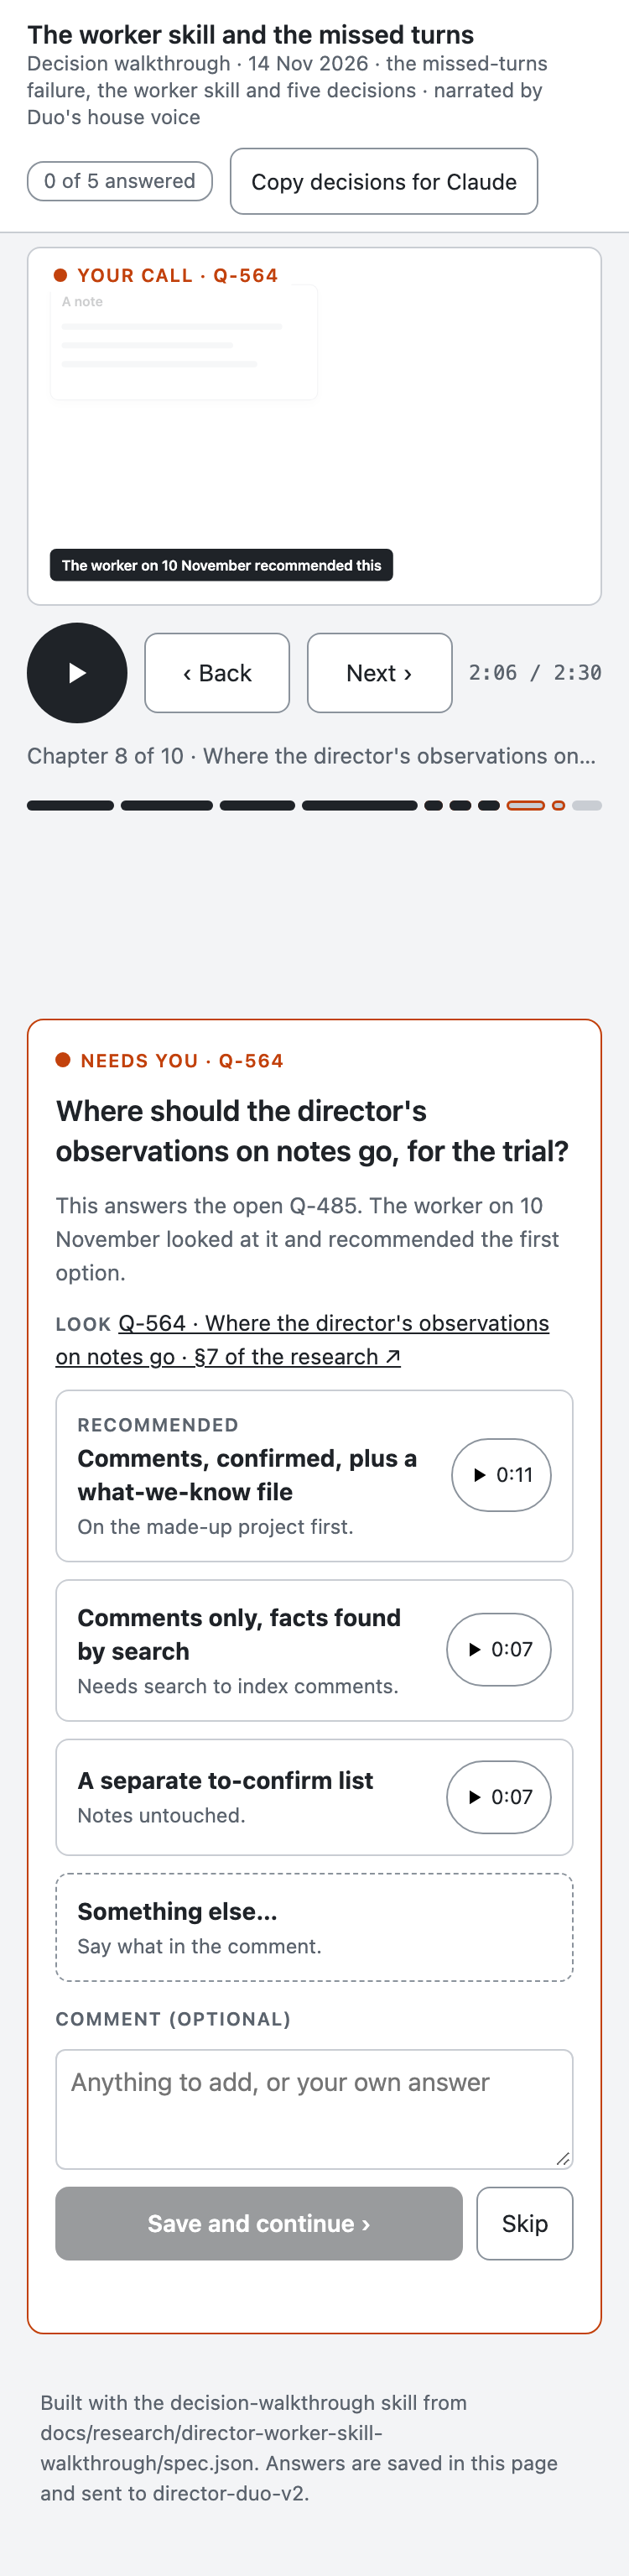 The worker skill and the missed turns
Decision walkthrough · 14 Nov 2026 · the missed-turns
failure, the worker skill and five decisions · narrated by
Duo's house voice
0 of 5 answered
Copy decisions for Claude
YOUR CALL · Q-564
A note
The worker on 10 November recommended this
‹ Back
Next ›
2:06 / 2:30
Chapter 8 of 10 · Where the director's observations on...
NEEDS YOU · Q-564
Where should the director's
observations on notes go, for the trial?
This answers the open Q-485. The worker on 10
November looked at it and recommended the first
option.
LOOK Q-564 · Where the director's observations
on notes go · §7 of the research ↗
RECOMMENDED
Comments, confirmed, plus a
what-we-know file
On the made-up project first.
0:11
Comments only, facts found
by search
Needs search to index comments.
0:07
A separate to-confirm list
Notes untouched.
0:07
Something else...
Say what in the comment.
COMMENT (OPTIONAL)
Anything to add, or your own answer
Save and continue ›
Skip
Built with the decision-walkthrough skill from
docs/research/director-worker-skill-
walkthrough/spec.json. Answers are saved in this page
and sent to director-duo-v2.